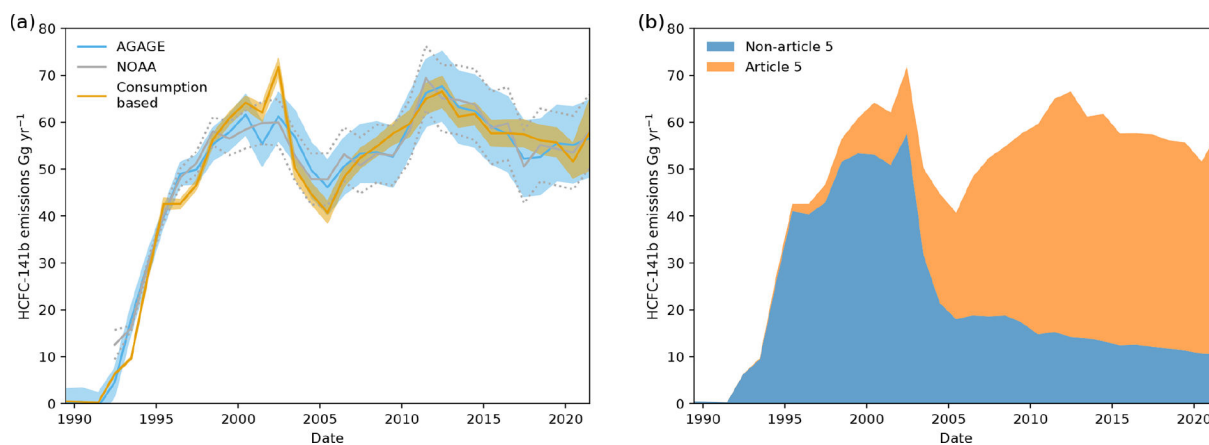 (a)
HCFC-141b emissions Gg yr⁻¹
80
70
60
50
40
30
20
10
0
AGAGE
NOAA
Consumption
based
1990 1995 2000 2005 2010 2015 2020
Date
(b)
HCFC-141b emissions Gg yr⁻¹
80
70
60
50
40
30
20
10
0
Non-article 5
Article 5
1990 1995 2000 2005 2010 2015 2020
Date